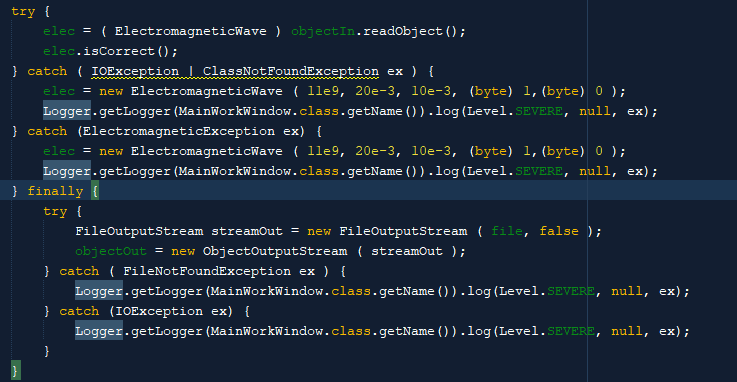 try {
elec = ( ElectromagneticWave ) objectIn.readObject();
elec.isCorrect();
} catch ( IOException | ClassNotFoundException ex ) {
elec = new ElectromagneticWave ( 11e9, 20e-3, 10e-3, (byte) 1,(byte) 0 );
Logger.getLogger(MainWorkWindow.class.getName()).log(Level.SEVERE, null, ex);
} catch (ElectromagneticException ex) {
elec = new ElectromagneticWave ( 11e9, 20e-3, 10e-3, (byte) 1,(byte) 0 );
Logger.getLogger(MainWorkWindow.class.getName()).log(Level.SEVERE, null, ex);
} finally {
try {
FileOutputStream streamOut = new FileOutputStream ( file, false );
objectOut = new ObjectOutputStream ( streamOut );
} catch ( FileNotFoundException ex ) {
Logger.getLogger(MainWorkWindow.class.getName()).log(Level.SEVERE, null, ex);
} catch (IOException ex) {
Logger.getLogger(MainWorkWindow.class.getName()).log(Level.SEVERE, null, ex);
}
}